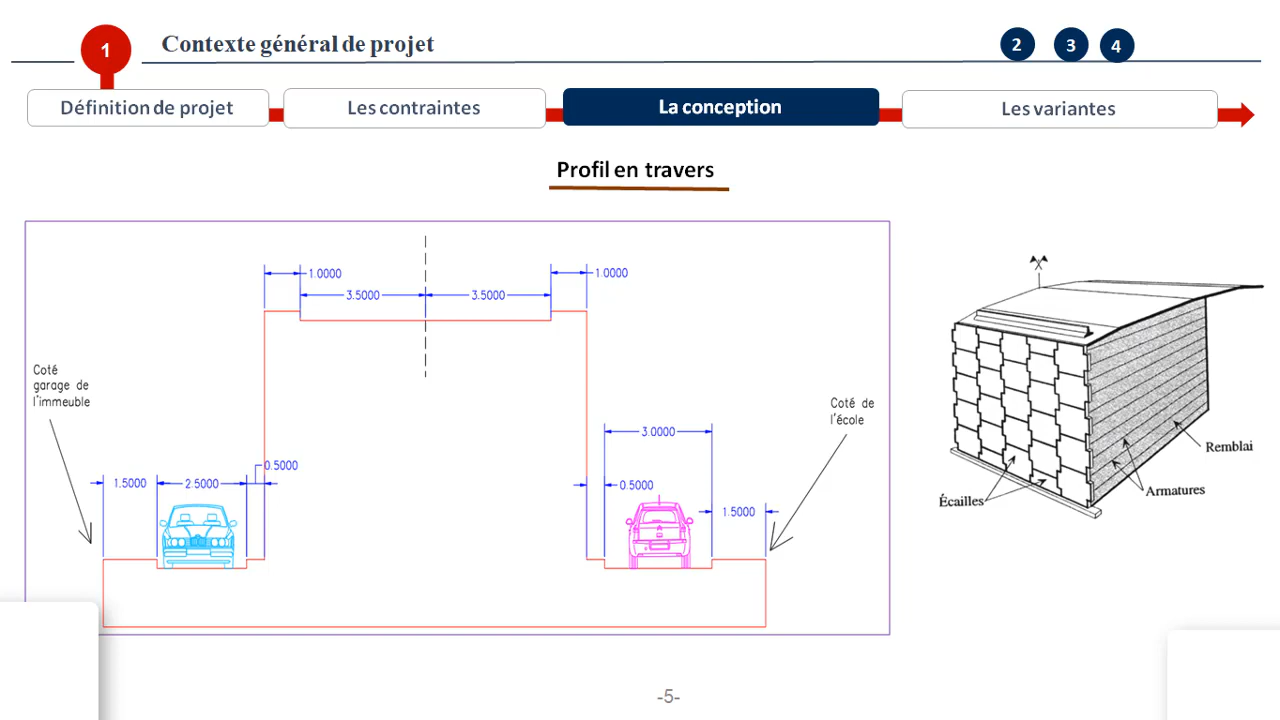 1
Contexte général de projet
2
3
4
Définition de projet
Les contraintes
La conception
Les variantes
Profil en travers
1.0000
1.0000
3.5000
3.5000
Coté
garage de
l'immeuble
Coté de
l'école
3.0000
0.5000
1.5000
2.5000
0.5000
1.5000
Remblai
Armatures
Écailles
-5-